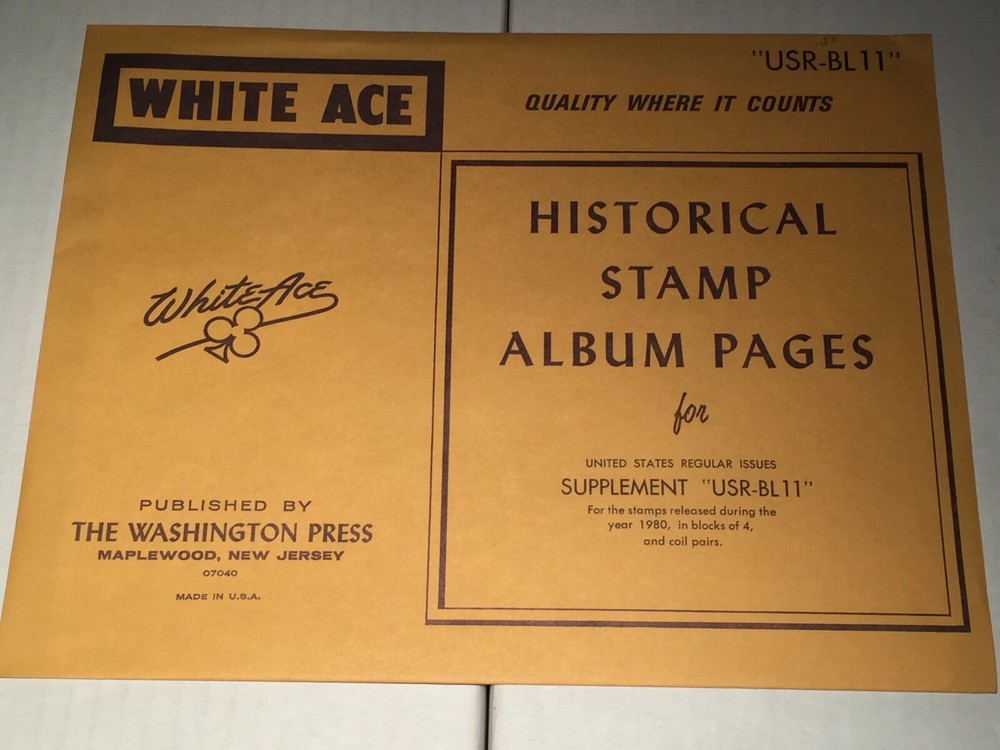 "USR-BL11"
WHITE ACE
QUALITY WHERE IT COUNTS
HISTORICAL
STAMP
ALBUM PAGES
for
UNITED STATES REGULAR ISSUES
SUPPLEMENT "USR-BL11"
For the stamps released during the
year 1980, in blocks of 4,
and coil pairs.
White Ace
PUBLISHED BY
THE WASHINGTON PRESS
MAPLEWOOD, NEW JERSEY
07040
MADE IN U.S.A.